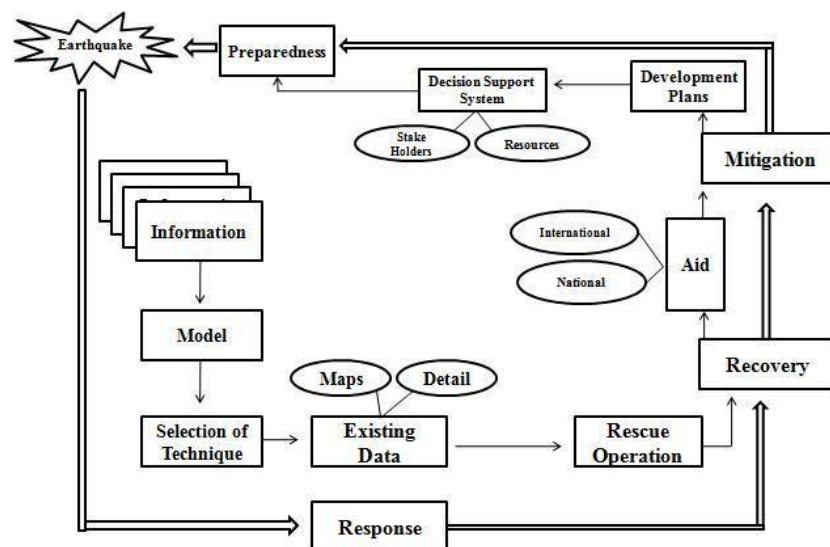 Earthquake
Preparedness
Decision Support
System
Development
Plans
Stake
Holders
Resources
Mitigation
Information
International
National
Aid
Model
Recovery
Maps
Detail
Selection of
Technique
Existing
Data
Rescue
Operation
Response